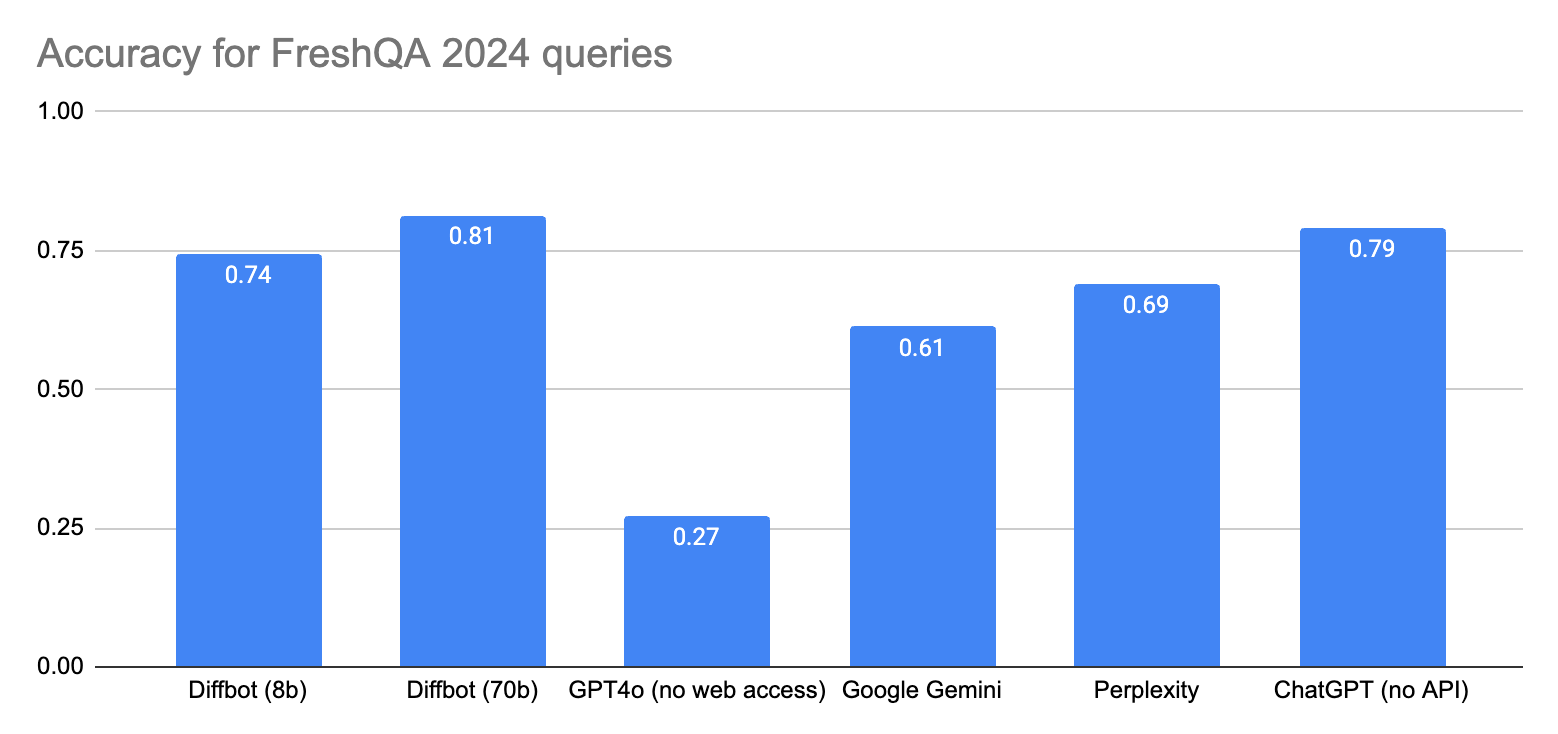 Accuracy for FreshQA 2024 queries
1.00
0.75
0.50
0.25
0.00
0.74
0.81
0.27
0.61
0.69
0.79
Diffbot (8b)
Diffbot (70b)
GPT4o (no web access)
Google Gemini
Perplexity
ChatGPT (no API)